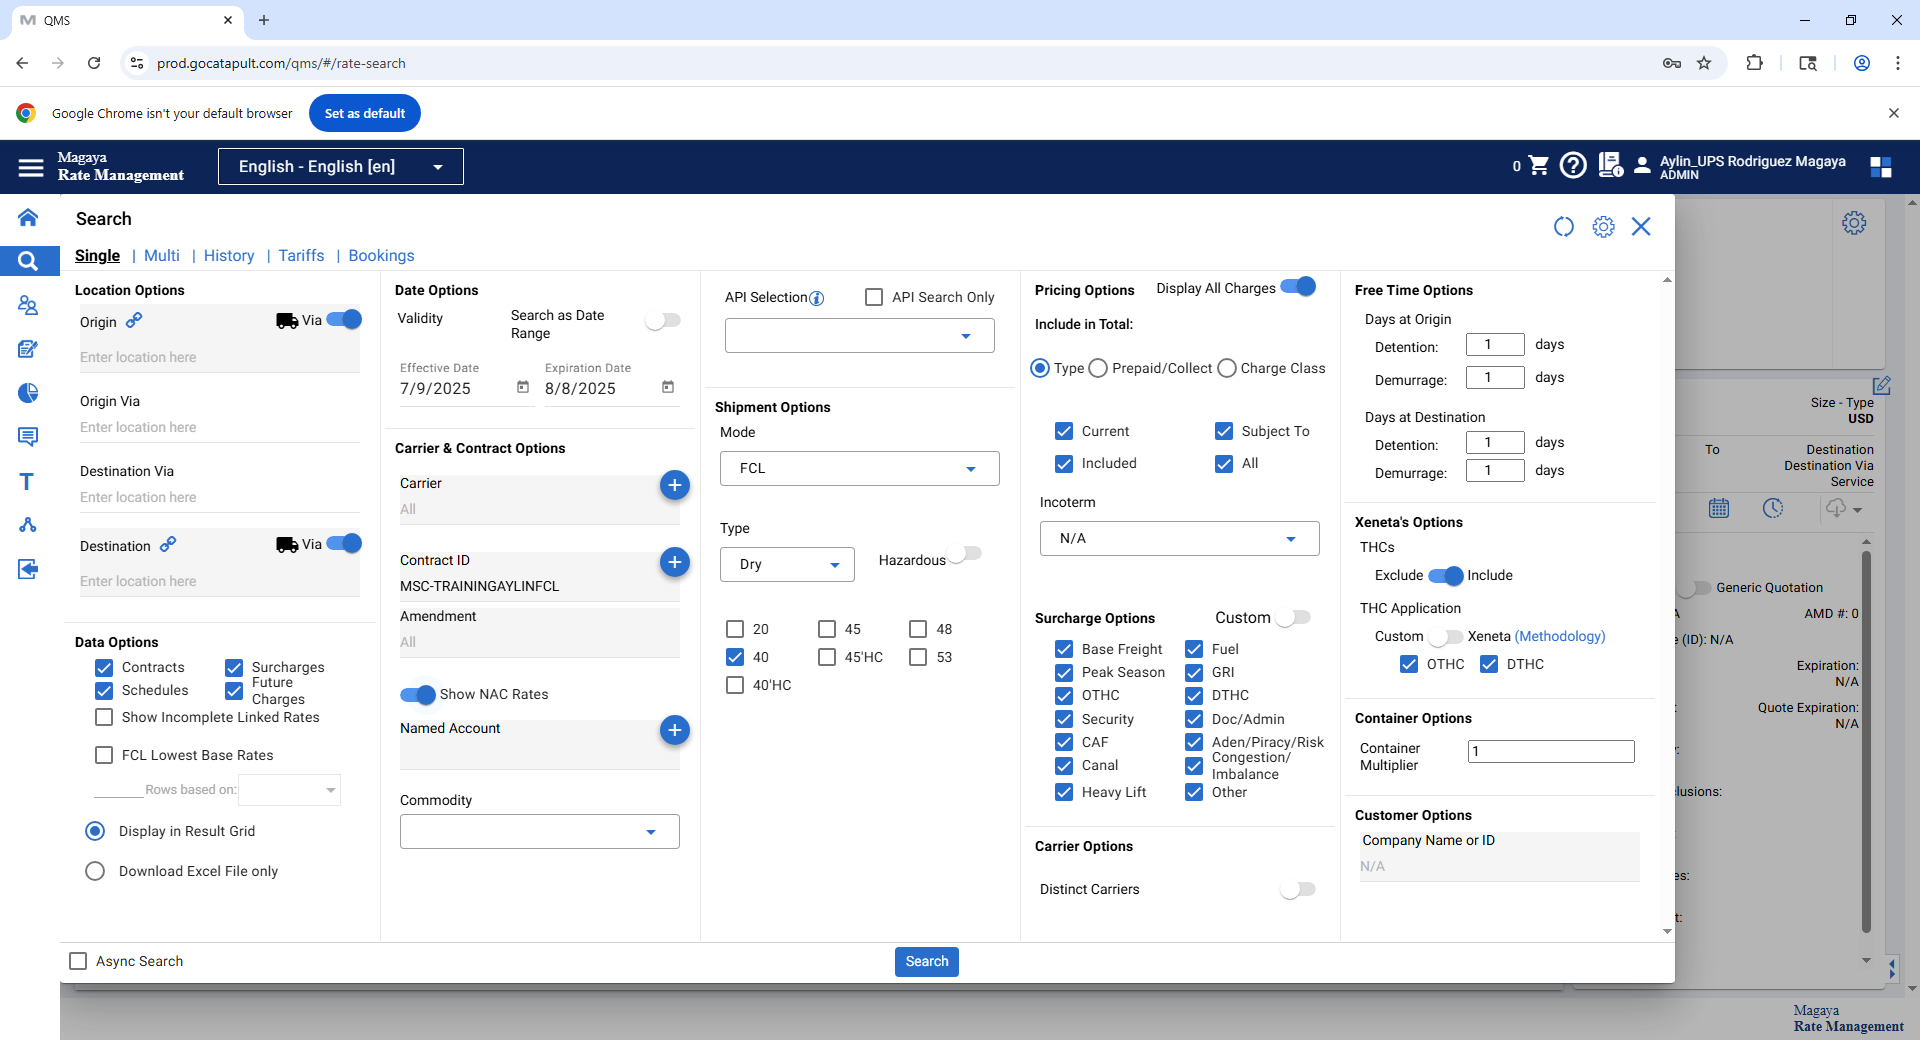 QMS
prod.gocatapult.com/qms/#/rate-search
Google Chrome isn't your default browser
Set as default
Magaya
Rate Management
English - English [en]
0
Aylin_UPS Rodriguez Magaya
ADMIN
Search
Single | Multi | History | Tariffs | Bookings
Location Options
Origin
Via
Enter location here
Origin Via
Enter location here
Destination Via
Enter location here
Destination
Via
Enter location here
Data Options
Contracts
Surcharges
Schedules
Future Charges
Show Incomplete Linked Rates
FCL Lowest Base Rates
Rows based on:
Display in Result Grid
Download Excel File only
Date Options
Validity
Search as Date Range
Effective Date
7/9/2025
Expiration Date
8/8/2025
Carrier & Contract Options
Carrier
All
Contract ID
MSC-TRAININGAYLINFCL
Amendment
All
Show NAC Rates
Named Account
Commodity
API Selection
API Search Only
Shipment Options
Mode
FCL
Type
Dry
Hazardous
20
45
48
40
45'HC
53
40'HC
Pricing Options
Display All Charges
Include in Total:
Type
Prepaid/Collect
Charge Class
Current
Subject To
Included
All
Incoterm
N/A
Surcharge Options
Custom
Base Freight
Fuel
Peak Season
GRI
OTHC
DTHC
Security
Doc/Admin
CAF
Aden/Piracy/Risk
Canal
Congestion/
Imbalance
Heavy Lift
Other
Carrier Options
Distinct Carriers
Free Time Options
Days at Origin
Detention: 1 days
Demurrage: 1 days
Days at Destination
Detention: 1 days
Demurrage: 1 days
Xeneta's Options
THCs
Exclude
Include
THC Application
Custom
Xeneta (Methodology)
OTHC
DTHC
Container Options
Container Multiplier
1
Customer Options
Company Name or ID
N/A
Async Search
Search
Size - Type
USD
To
Destination
Destination Via
Service
Generic Quotation
AMD #: 0
(ID): N/A
Expiration:
N/A
Quote Expiration:
N/A
lusions:
es:
t:
Magaya
Rate Management